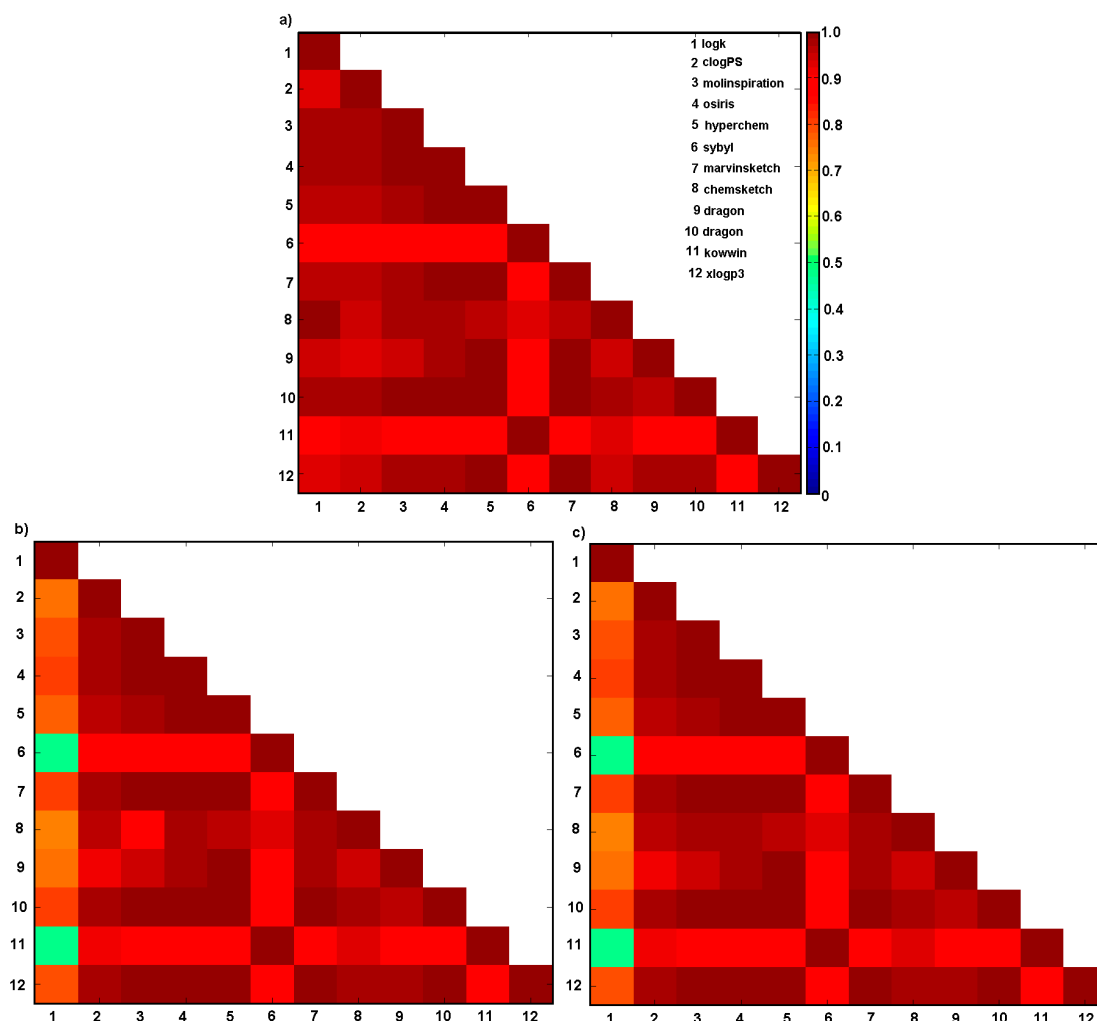 a)
1 logk
2 clogPS
3 molinspiration
4 osiris
5 hyperchem
6 sybyl
7 marvinsketch
8 chemsketch
9 dragon
10 dragon
11 kowwin
12 xlogp3
1.0
0.9
0.8
0.7
0.6
0.5
0.4
0.3
0.2
0.1
0
1
2
3
4
5
6
7
8
9
10
11
12
1 2 3 4 5 6 7 8 9 10 11 12
b)
1
2
3
4
5
6
7
8
9
10
11
12
1 2 3 4 5 6 7 8 9 10 11 12
c)
1
2
3
4
5
6
7
8
9
10
11
12
1 2 3 4 5 6 7 8 9 10 11 12